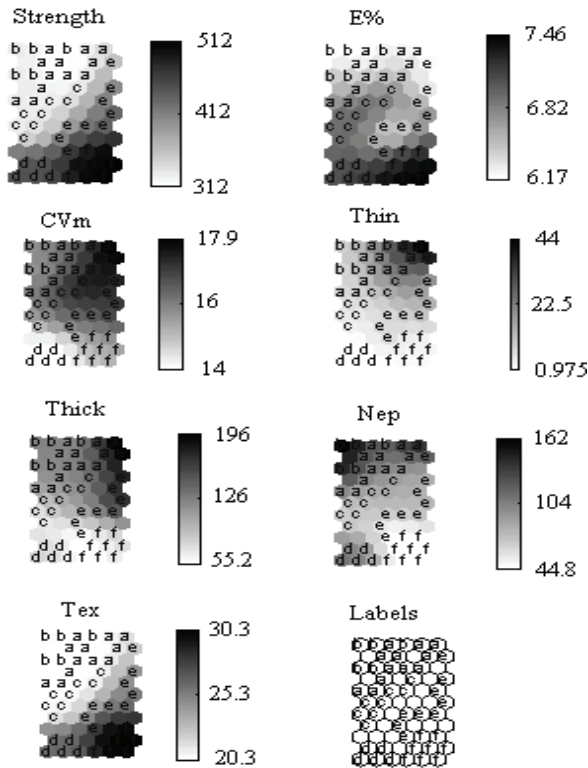 Strength
512
412
312
b b a b a a
a a a e
b b a a a
a c e
a a c c e
c c e e e
c e
e f f
d d f f f
d d d f f f
E%
7.46
6.82
6.17
b b a b a a
a a a e
b b a a a
a c e
a a c c e
c c e e e
c e
e f f
d d f f f
d d d f f f
CVm
17.9
16
14
b b a b a
a a
b b a a a a
a c e
a a c c e
c c e e e
c e
e f f
d d f f f
d d d f f f
Thin
44
22.5
0.975
b b a b a
a a
b b a a a a
a c e
a a c c e
c c e e e
c e
e f f
d d f f f
d d d f f f
Thick
196
126
55.2
b b a b a
a a a
b b a a a
a c e
a a c c e
c c e e e
c e
e f f
d d f f f
d d d f f f
Nep
162
104
44.8
b b a b a a
a a a e
b b a a a
a c e
a a c c e
c c e e e
c e
e f f
d d f f f
d d d f f f
Tex
30.3
25.3
20.3
b b a b a a
a a a e
b b a a a
a c e
a a c c e
c c e e e
c e
e f f
d d f f f
d d d f f f
Labels